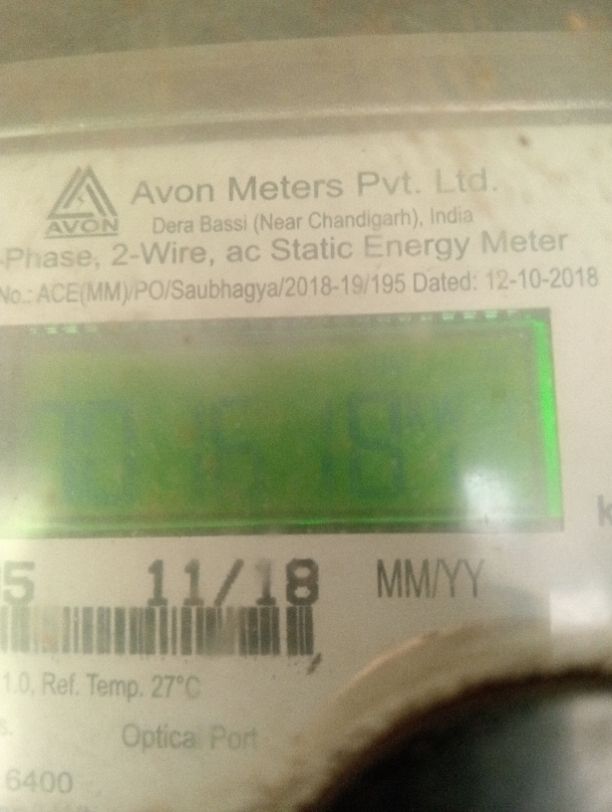 Avon Meters Pvt. Ltd.
AVON
Dera Bassi (Near Chandigarh), India
-Phase, 2-Wire, ac Static Energy Meter
No.: ACE(MM)/PO/Saubhagya/2018-19/195 Dated: 12-10-2018
k
5 11/18 MM/YY
1.0, Ref. Temp. 27°C
s.
Optical Port
6400